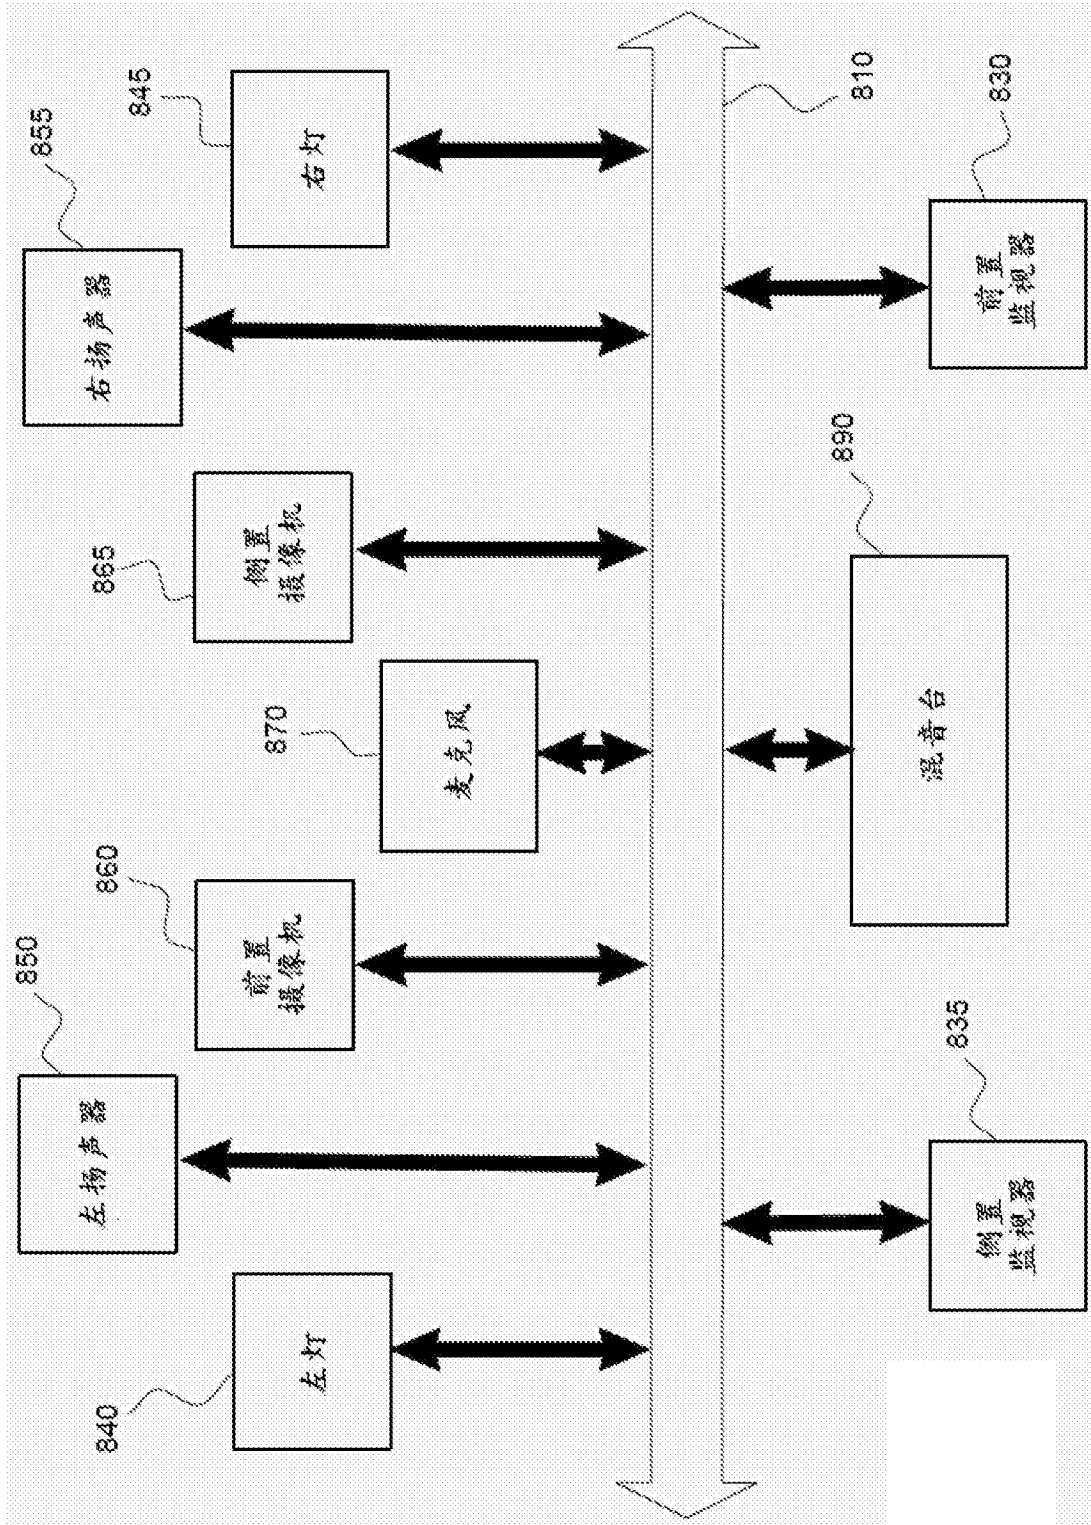 850
855
左扬声器
右扬声器
840
860
865
845
前置
摄像机
侧置
摄像机
870
左灯
右灯
麦克风
810
890
混音台
835
830
侧置
监视器
前置
监视器